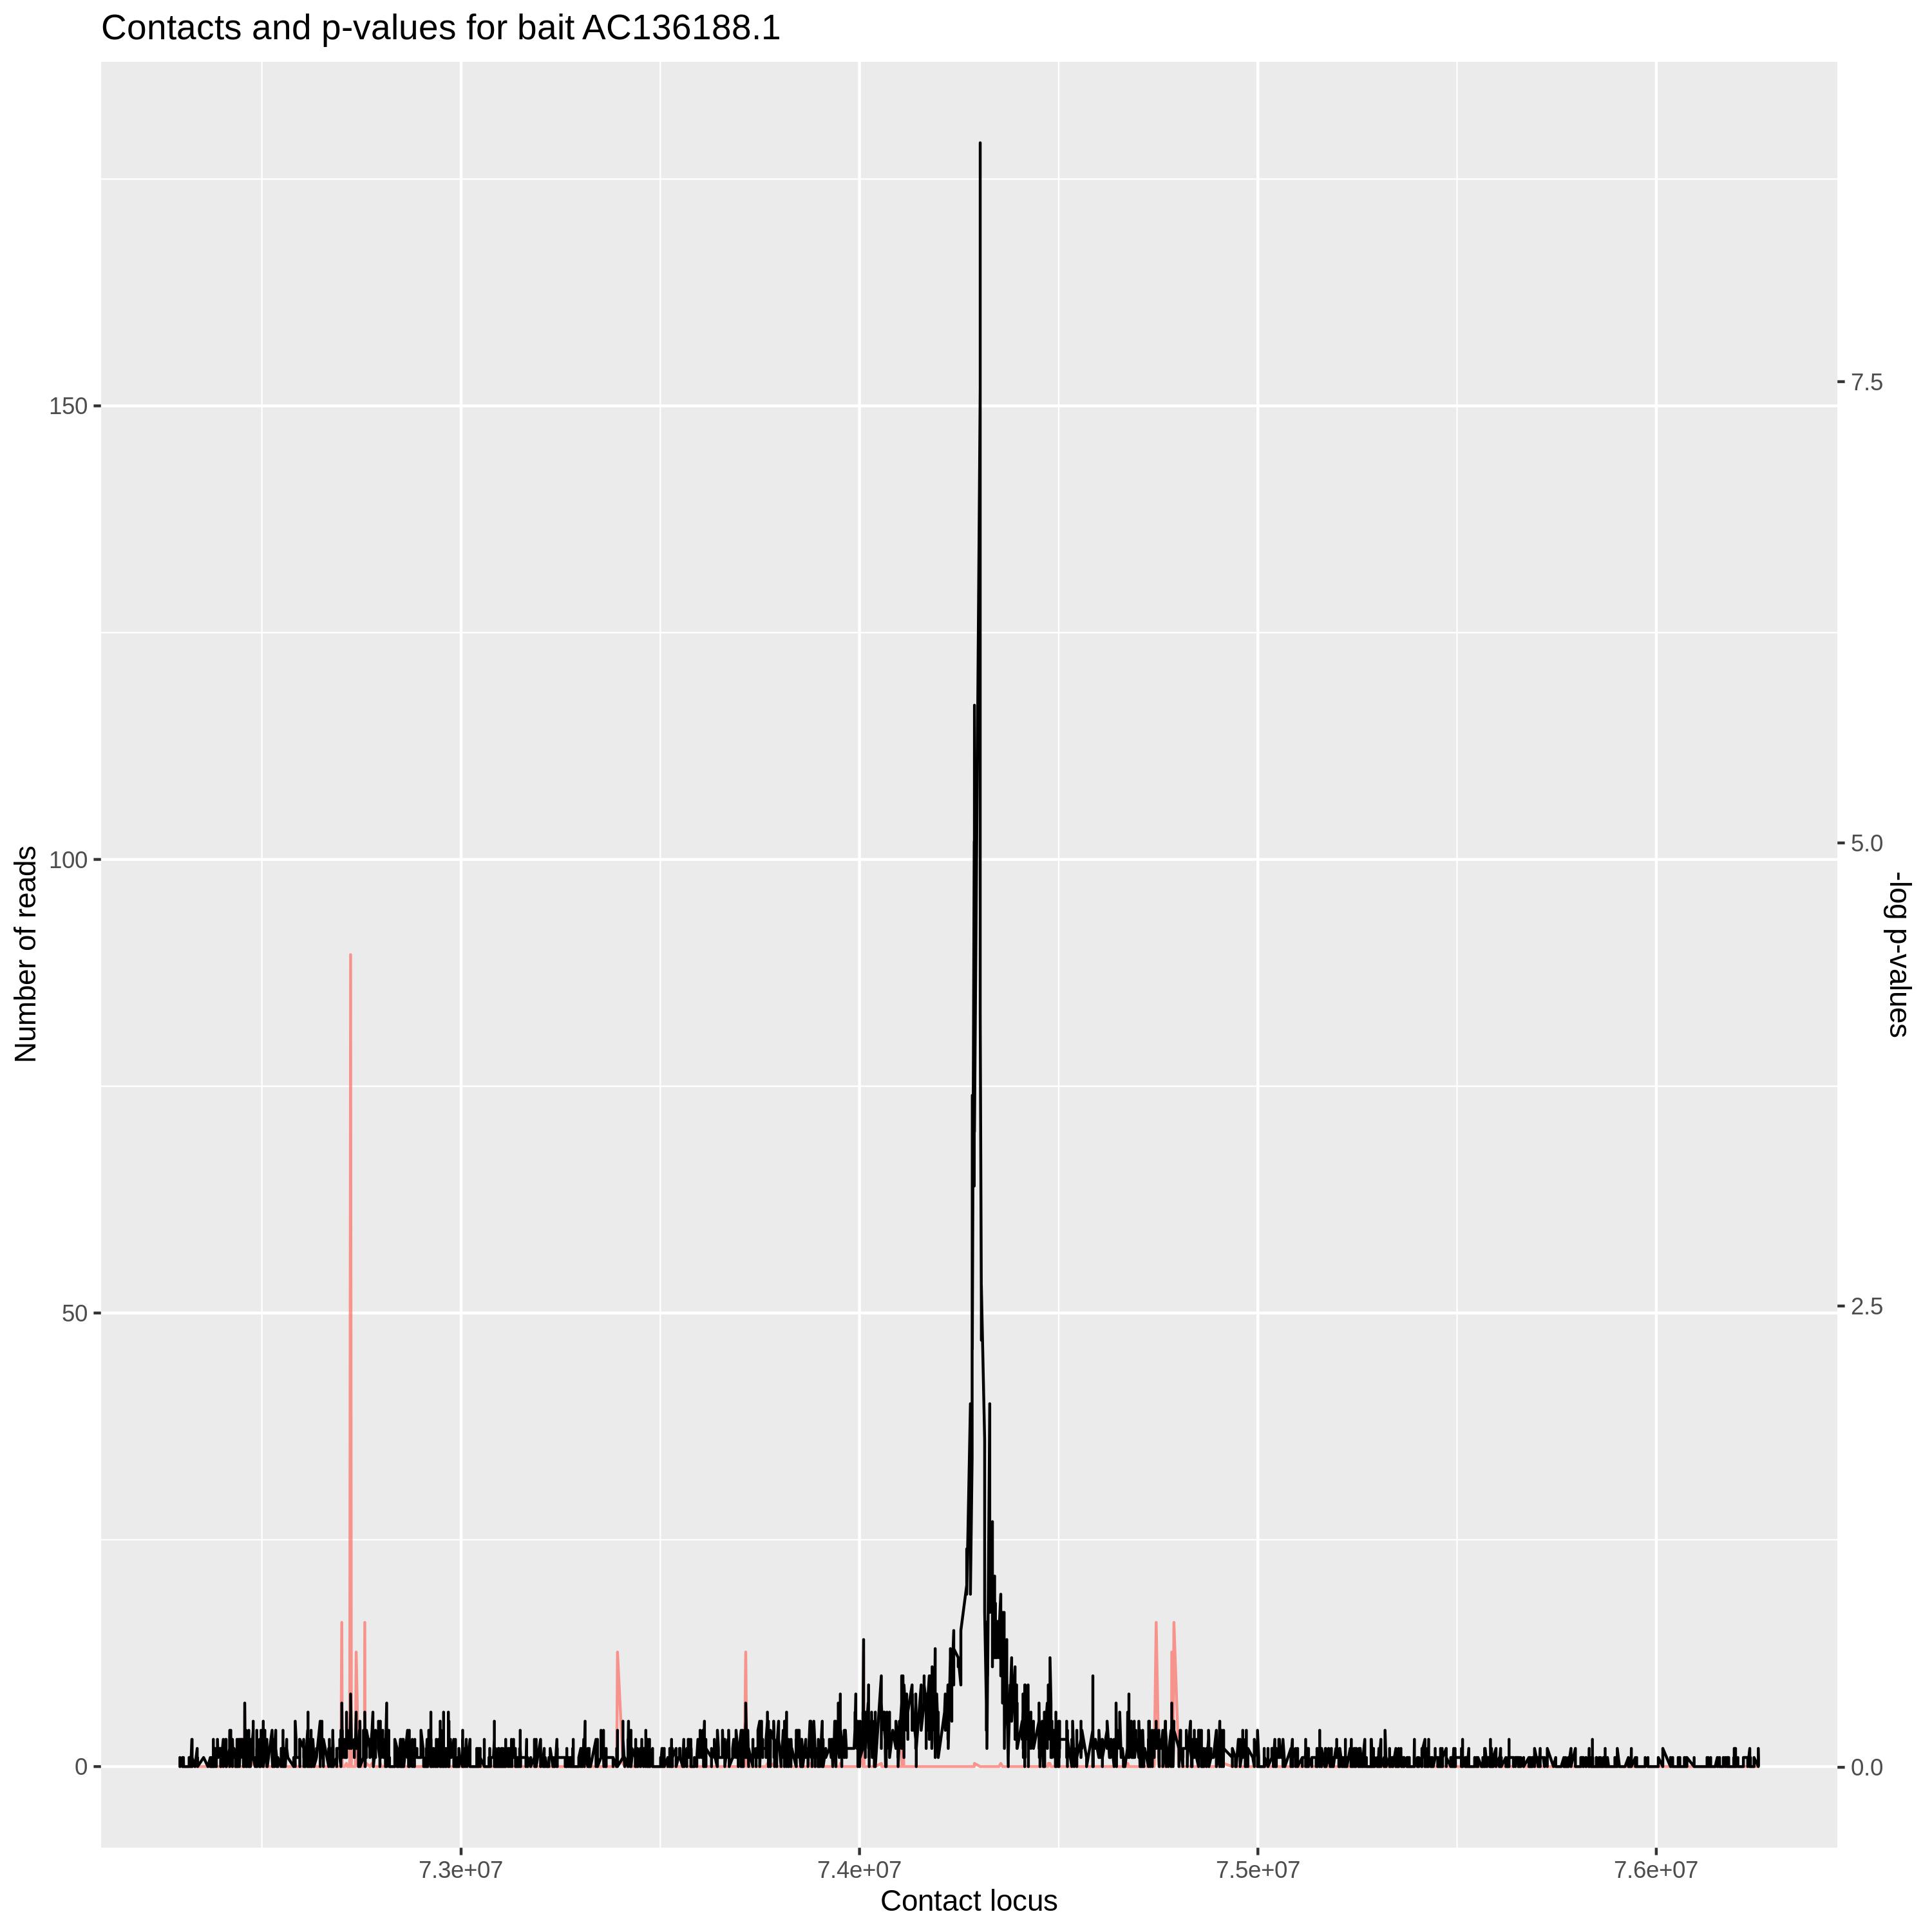 Contacts and p-values for bait AC136188.1
150
100
50
0
Number of reads
7.5
5.0
2.5
0.0
-log p-values
7.3e+07
7.4e+07
7.5e+07
7.6e+07
Contact locus